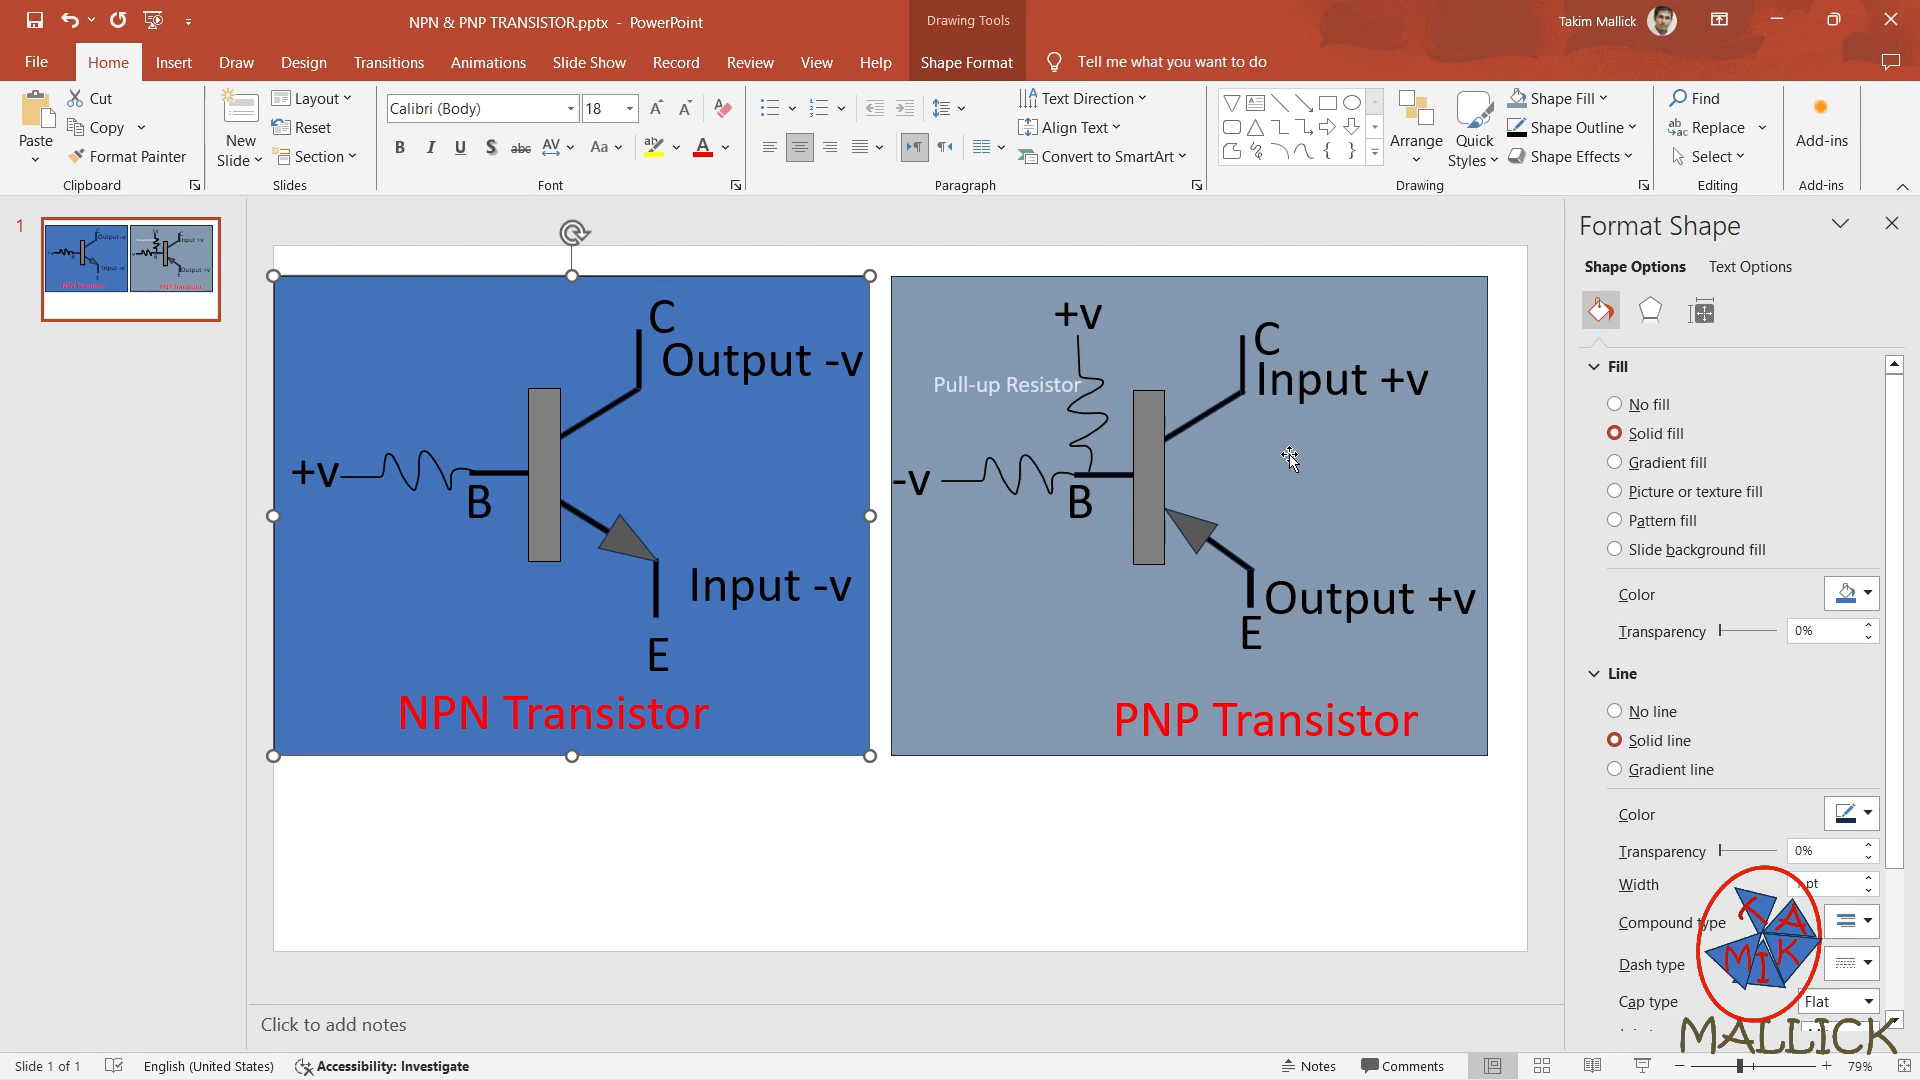 NPN & PNP TRANSISTOR.pptx - PowerPoint
Drawing Tools
Takim Mallick
File
Home
Insert
Draw
Design
Transitions
Animations
Slide Show
Record
Review
View
Help
Shape Format
Tell me what you want to do
Paste
Cut
Copy
Format Painter
Clipboard
New Slide
Layout
Reset
Section
Slides
Calibri (Body)
18
B I U S abc AV Aa A
Font
Text Direction
Align Text
Convert to SmartArt
Paragraph
Arrange
Quick Styles
Shape Fill
Shape Outline
Shape Effects
Drawing
Find
Replace
Select
Editing
Add-ins
Add-ins
1
C
Output -v
+v
B
Input -v
E
NPN Transistor
+v
C
Pull-up Resistor
Input +v
-v
B
Output +v
E
PNP Transistor
Format Shape
Shape Options
Text Options
Fill
No fill
Solid fill
Gradient fill
Picture or texture fill
Pattern fill
Slide background fill
Color
Transparency
0%
Line
No line
Solid line
Gradient line
Color
Transparency
0%
Width
pt
Compound type
Dash type
Cap type
Flat
T A M I K
MALLICK
Click to add notes
Slide 1 of 1
English (United States)
Accessibility: Investigate
Notes
Comments
79%